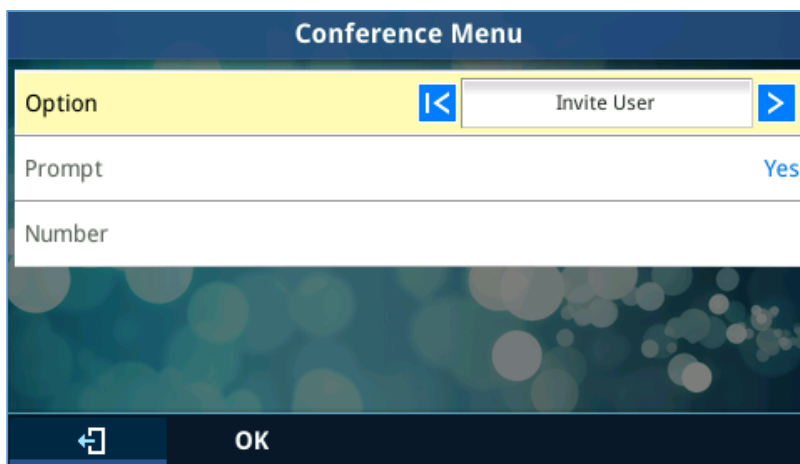 Conference Menu
Option Invite User
Prompt Yes
Number
OK